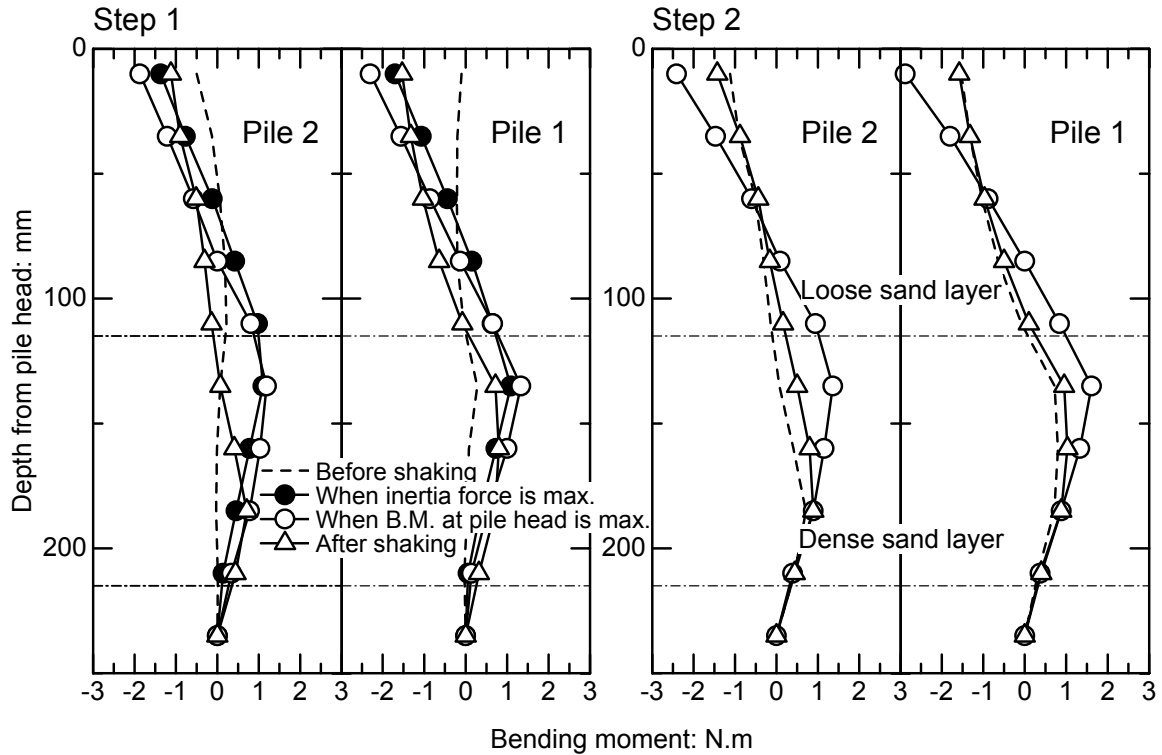 Step 1
Step 2
0
Pile 2
Pile 1
Pile 2
Pile 1
Depth from pile head: mm
100
Loose sand layer
Before shaking
When inertia force is max.
When B.M. at pile head is max.
After shaking
Dense sand layer
200
-3 -2 -1 0 1 2 3 -2 -1 0 1 2 3
-3 -2 -1 0 1 2 3 -2 -1 0 1 2 3
Bending moment: N.m